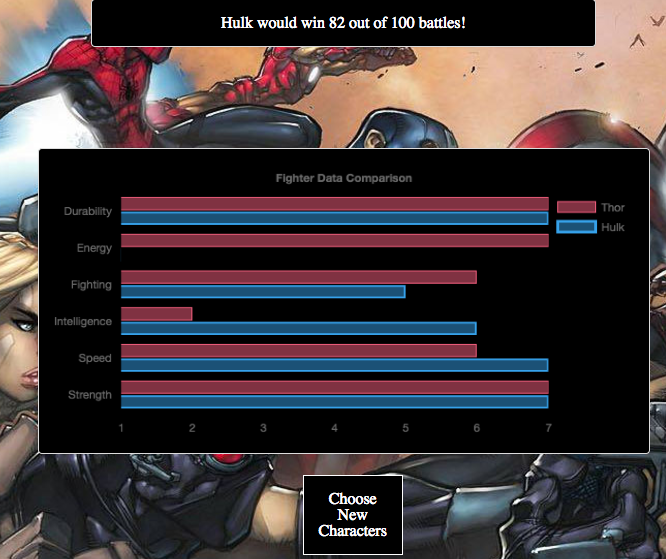 Hulk would win 82 out of 100 battles!
Fighter Data Comparison
Thor
Hulk
Durability
Energy
Fighting
Intelligence
Speed
Strength
1 2 3 4 5 6 7
Choose
New
Characters